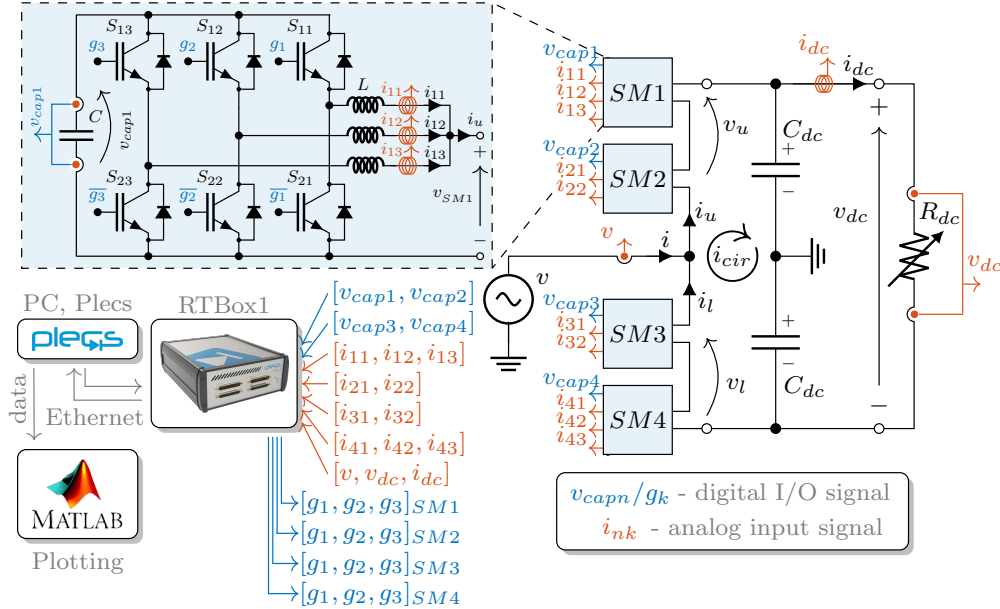 S13 S12 S11
g3 g2 g1
vcap1
C
vcap1
L i11 i11
i12 i12 iu
i13 i13
+
vSM1
−
S23 S22 S21
g3 g2 g1
vcap1
i11
i12
i13
SM1
vcap2
i21
i22
SM2
vcap3
i31
i32
SM3
vcap4
i41
i42
i43
SM4
idc
idc
vu
+
Cdc
−
+
vdc
−
Rdc
vdc
iu
v i
icir
v
il
vl
+
−
Cdc
PC, Plecs
plecs
data
Ethernet
RTBox1
plecs
MATLAB
Plotting
[vcap1, vcap2]
[vcap3, vcap4]
[i11, i12, i13]
[i21, i22]
[i31, i32]
[i41, i42, i43]
[v, vdc, idc]
[g1, g2, g3]SM1
[g1, g2, g3]SM2
[g1, g2, g3]SM3
[g1, g2, g3]SM4
vcapn/gk - digital I/O signal
ink - analog input signal